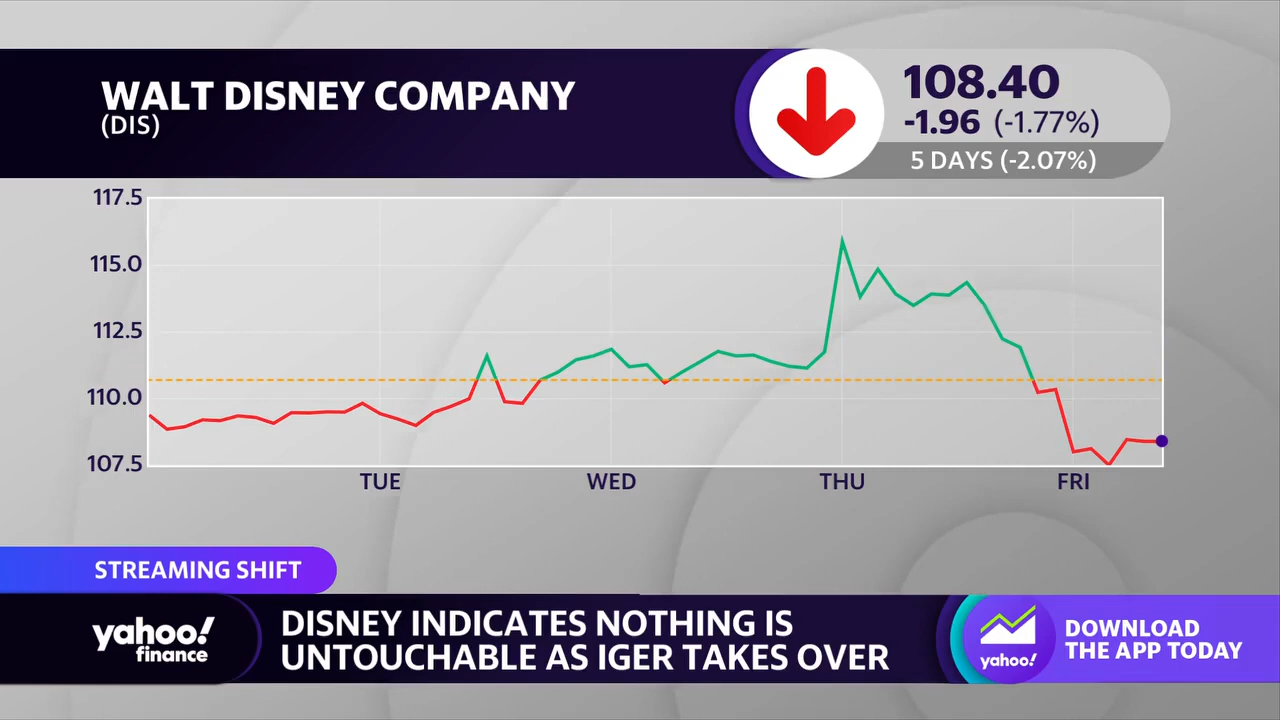 WALT DISNEY COMPANY
(DIS)
108.40
-1.96 (-1.77%)
5 DAYS (-2.07%)
117.5
115.0
112.5
110.0
107.5
TUE WED THU FRI
STREAMING SHIFT
yahoo!
finance
DISNEY INDICATES NOTHING IS
UNTOUCHABLE AS IGER TAKES OVER
yahoo!
DOWNLOAD
THE APP TODAY